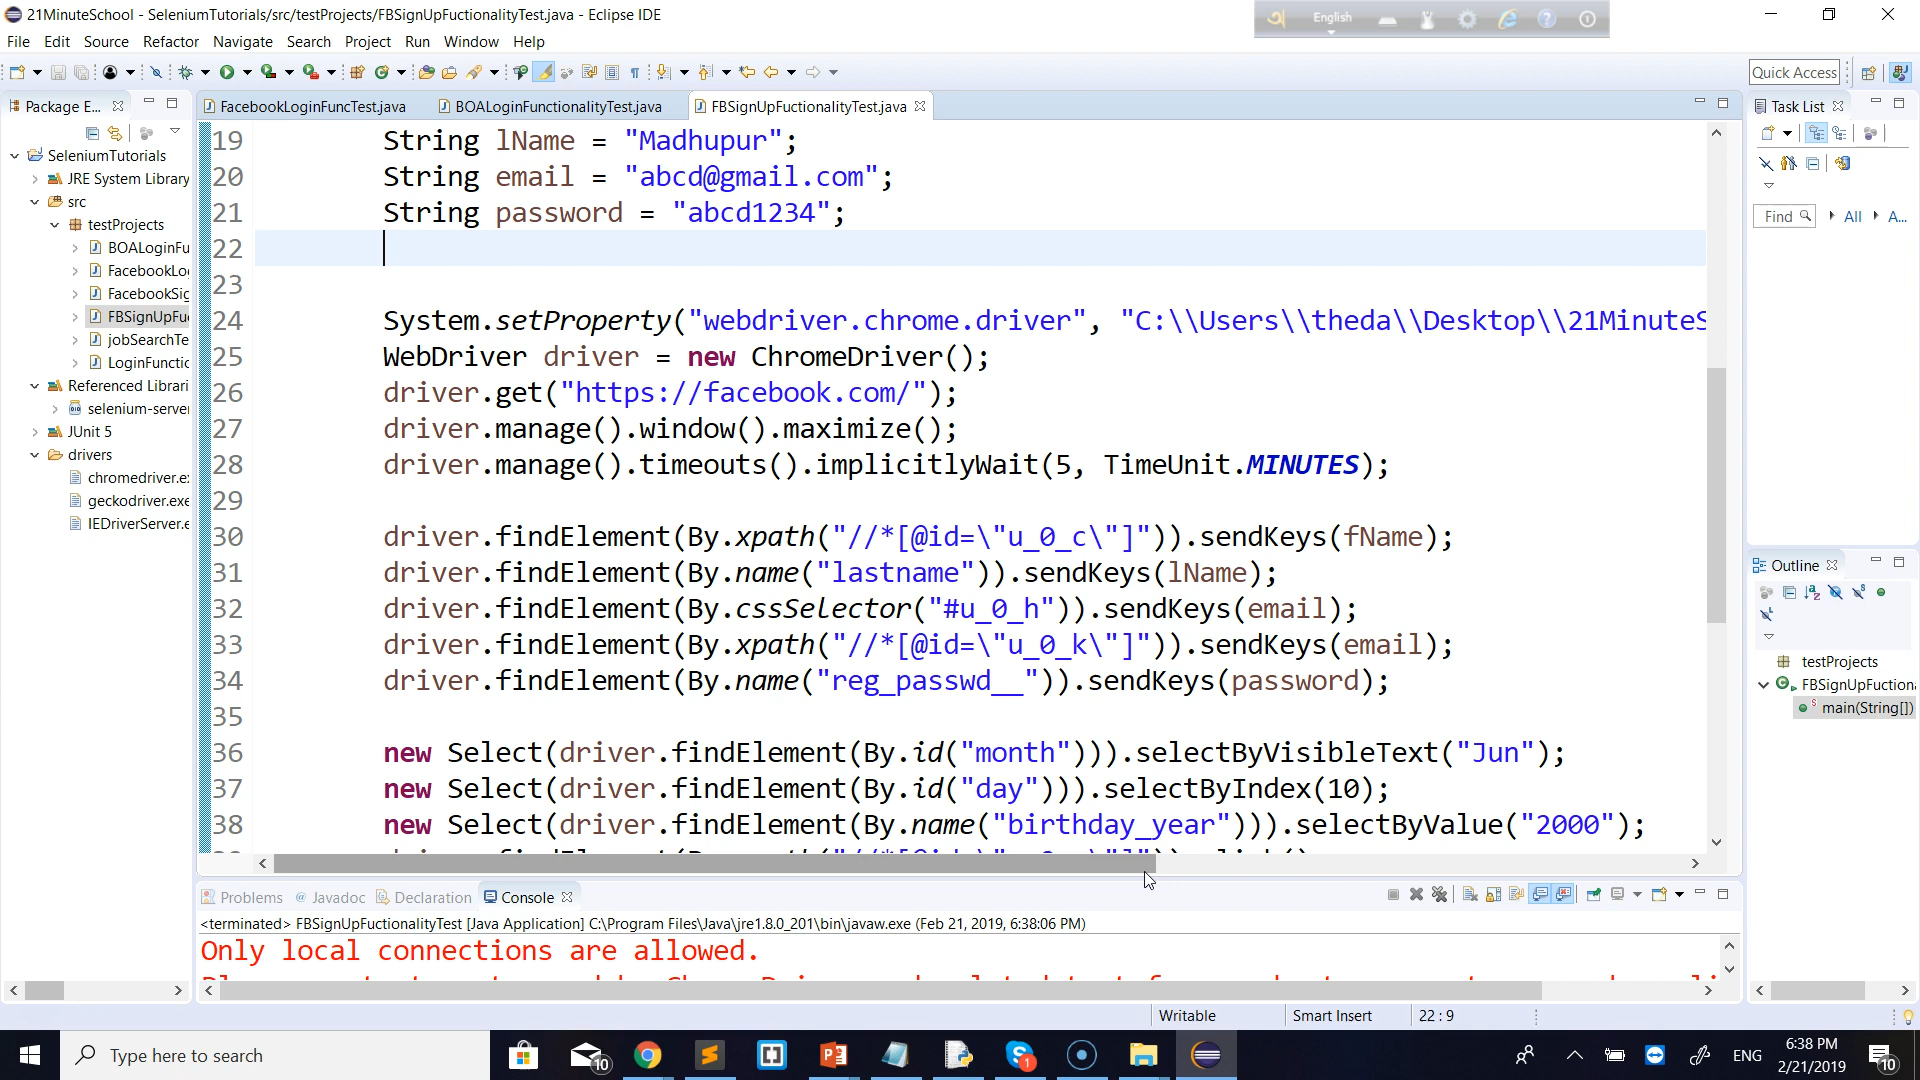 21MinuteSchool - SeleniumTutorials/src/testProjects/FBSignUpFuctionalityTest.java - Eclipse IDE
English
File Edit Source Refactor Navigate Search Project Run Window Help
Quick Access
Package E...
FacebookLoginFuncTest.java
BOALoginFunctionalityTest.java
FBSignUpFuctionalityTest.java
Task List
SeleniumTutorials
JRE System Library
src
testProjects
BOALoginFu
FacebookLo
FacebookSig
FBSignUpFu
jobSearchTe
LoginFunctic
Referenced Librari
selenium-server
JUnit 5
drivers
chromedriver.e
geckodriver.exe
IEDriverServer.e
19 String lName = "Madhupur";
20 String email = "abcd@gmail.com";
21 String password = "abcd1234";
22
23
24 System.setProperty("webdriver.chrome.driver", "C:\\Users\\theda\\Desktop\\21MinuteS
25 WebDriver driver = new ChromeDriver();
26 driver.get("https://facebook.com/");
27 driver.manage().window().maximize();
28 driver.manage().timeouts().implicitlyWait(5, TimeUnit.MINUTES);
29
30 driver.findElement(By.xpath("//*[@id=\"u_0_c\"]")).sendKeys(fName);
31 driver.findElement(By.name("lastname")).sendKeys(lName);
32 driver.findElement(By.cssSelector("#u_0_h")).sendKeys(email);
33 driver.findElement(By.xpath("//*[@id=\"u_0_k\"]")).sendKeys(email);
34 driver.findElement(By.name("reg_passwd__")).sendKeys(password);
35
36 new Select(driver.findElement(By.id("month"))).selectByVisibleText("Jun");
37 new Select(driver.findElement(By.id("day"))).selectByIndex(10);
38 new Select(driver.findElement(By.name("birthday_year"))).selectByValue("2000");
Find All A...
Outline
testProjects
FBSignUpFuction
main(String[])
Problems Javadoc Declaration Console
<terminated> FBSignUpFuctionalityTest [Java Application] C:\Program Files\Java\jre1.8.0_201\bin\javaw.exe (Feb 21, 2019, 6:38:06 PM)
Only local connections are allowed.
Writable Smart Insert 22 : 9
Type here to search
10
1
ENG
6:38 PM
2/21/2019
10